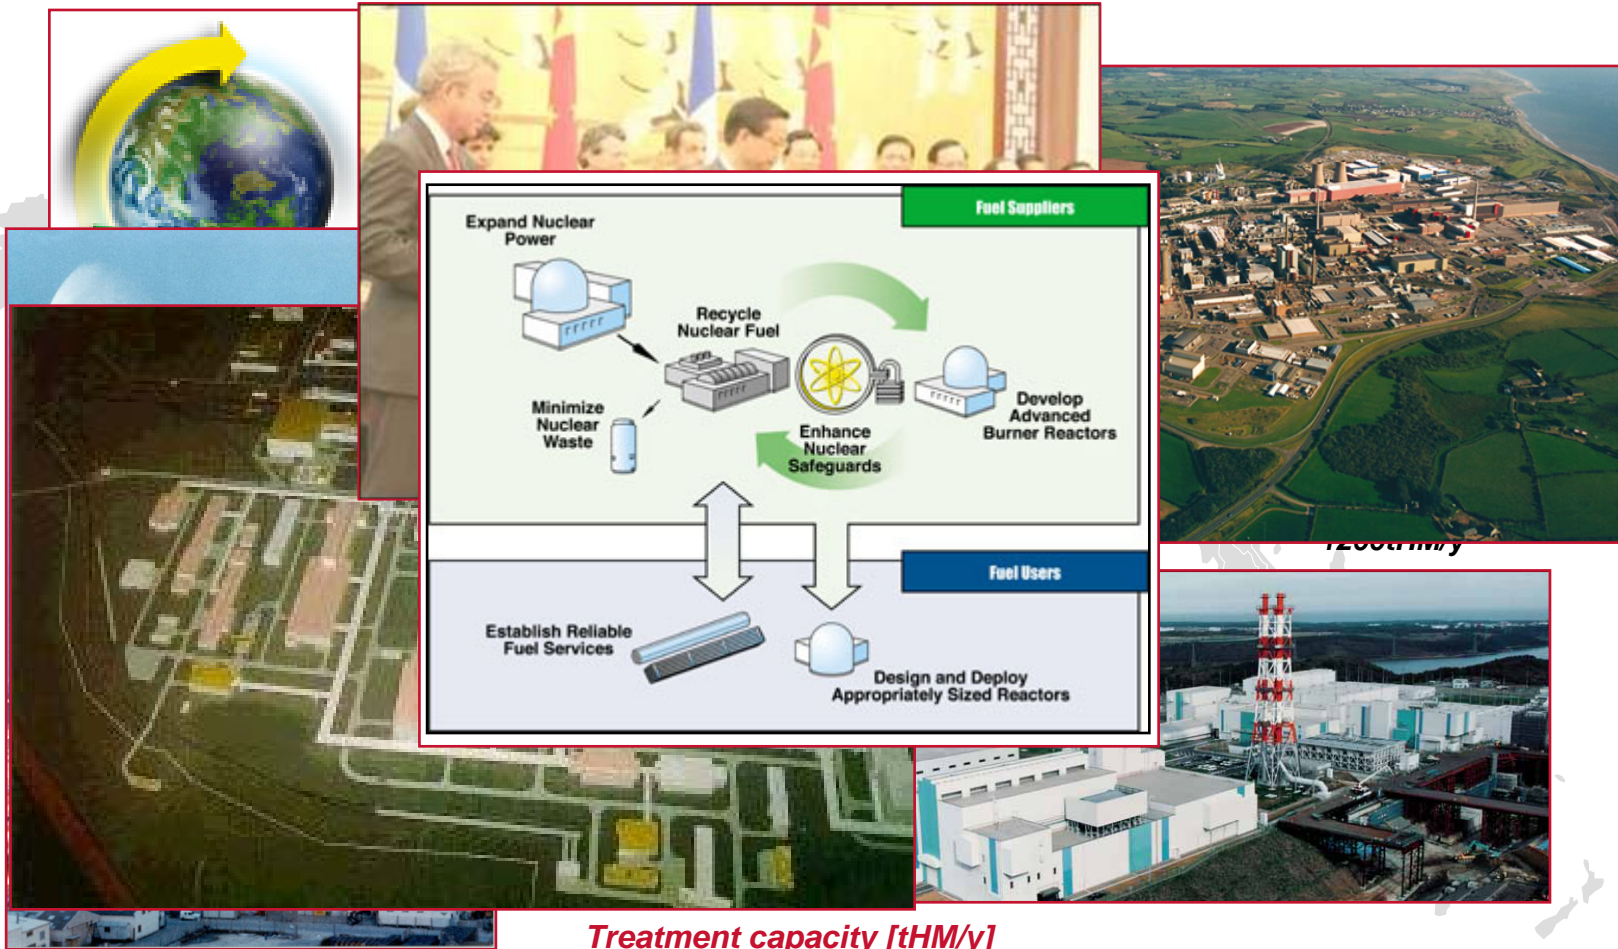 Fuel Suppliers
Expand Nuclear
Power
Recycle
Nuclear Fuel
Minimize
Nuclear
Waste
Enhance
Nuclear
Safeguards
Develop
Advanced
Burner Reactors
Fuel Users
Establish Reliable
Fuel Services
Design and Deploy
Appropriately Sized Reactors
Treatment capacity [tHM/y]